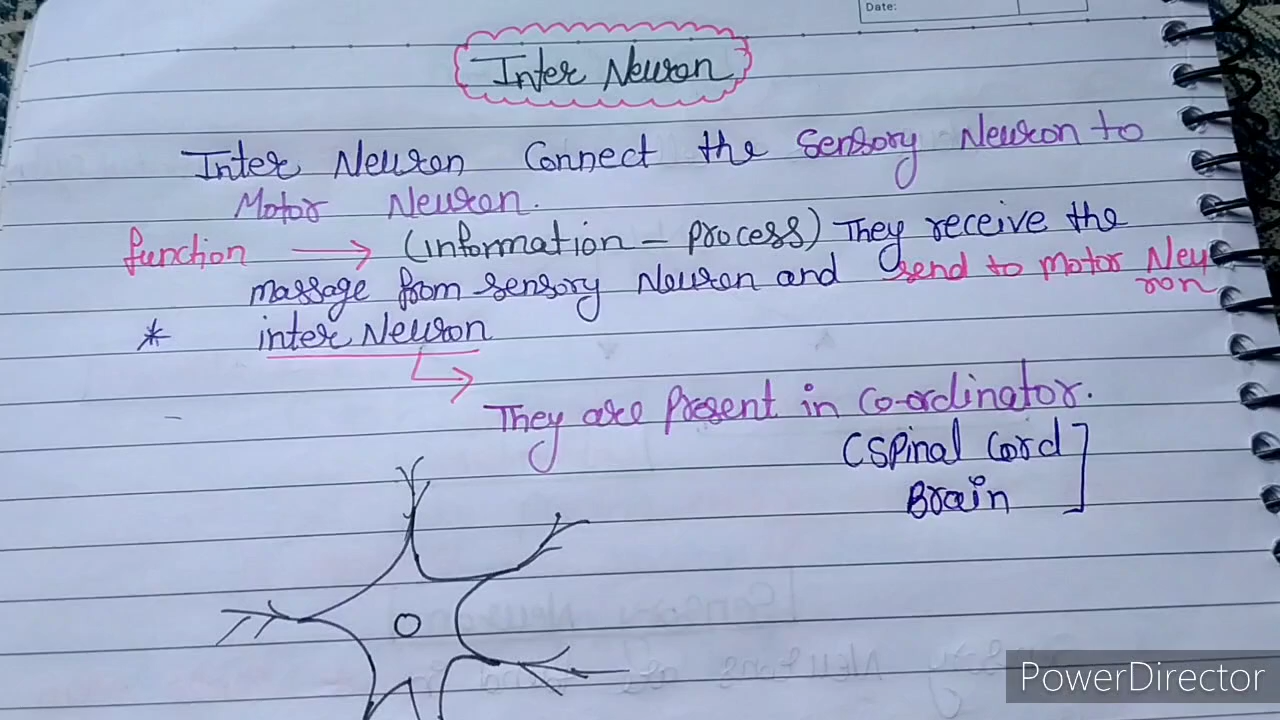 Date:
Inter Neuron
Inter Neuron Connect the Sensory Neuron to
Motor Neuron.
function → (information - process) They receive the
massage from sensory Neuron and send to motor Neu
ron
* inter Neuron
They are Present in Co-ordinator.
(Spinal Cord
Brain]
PowerDirector